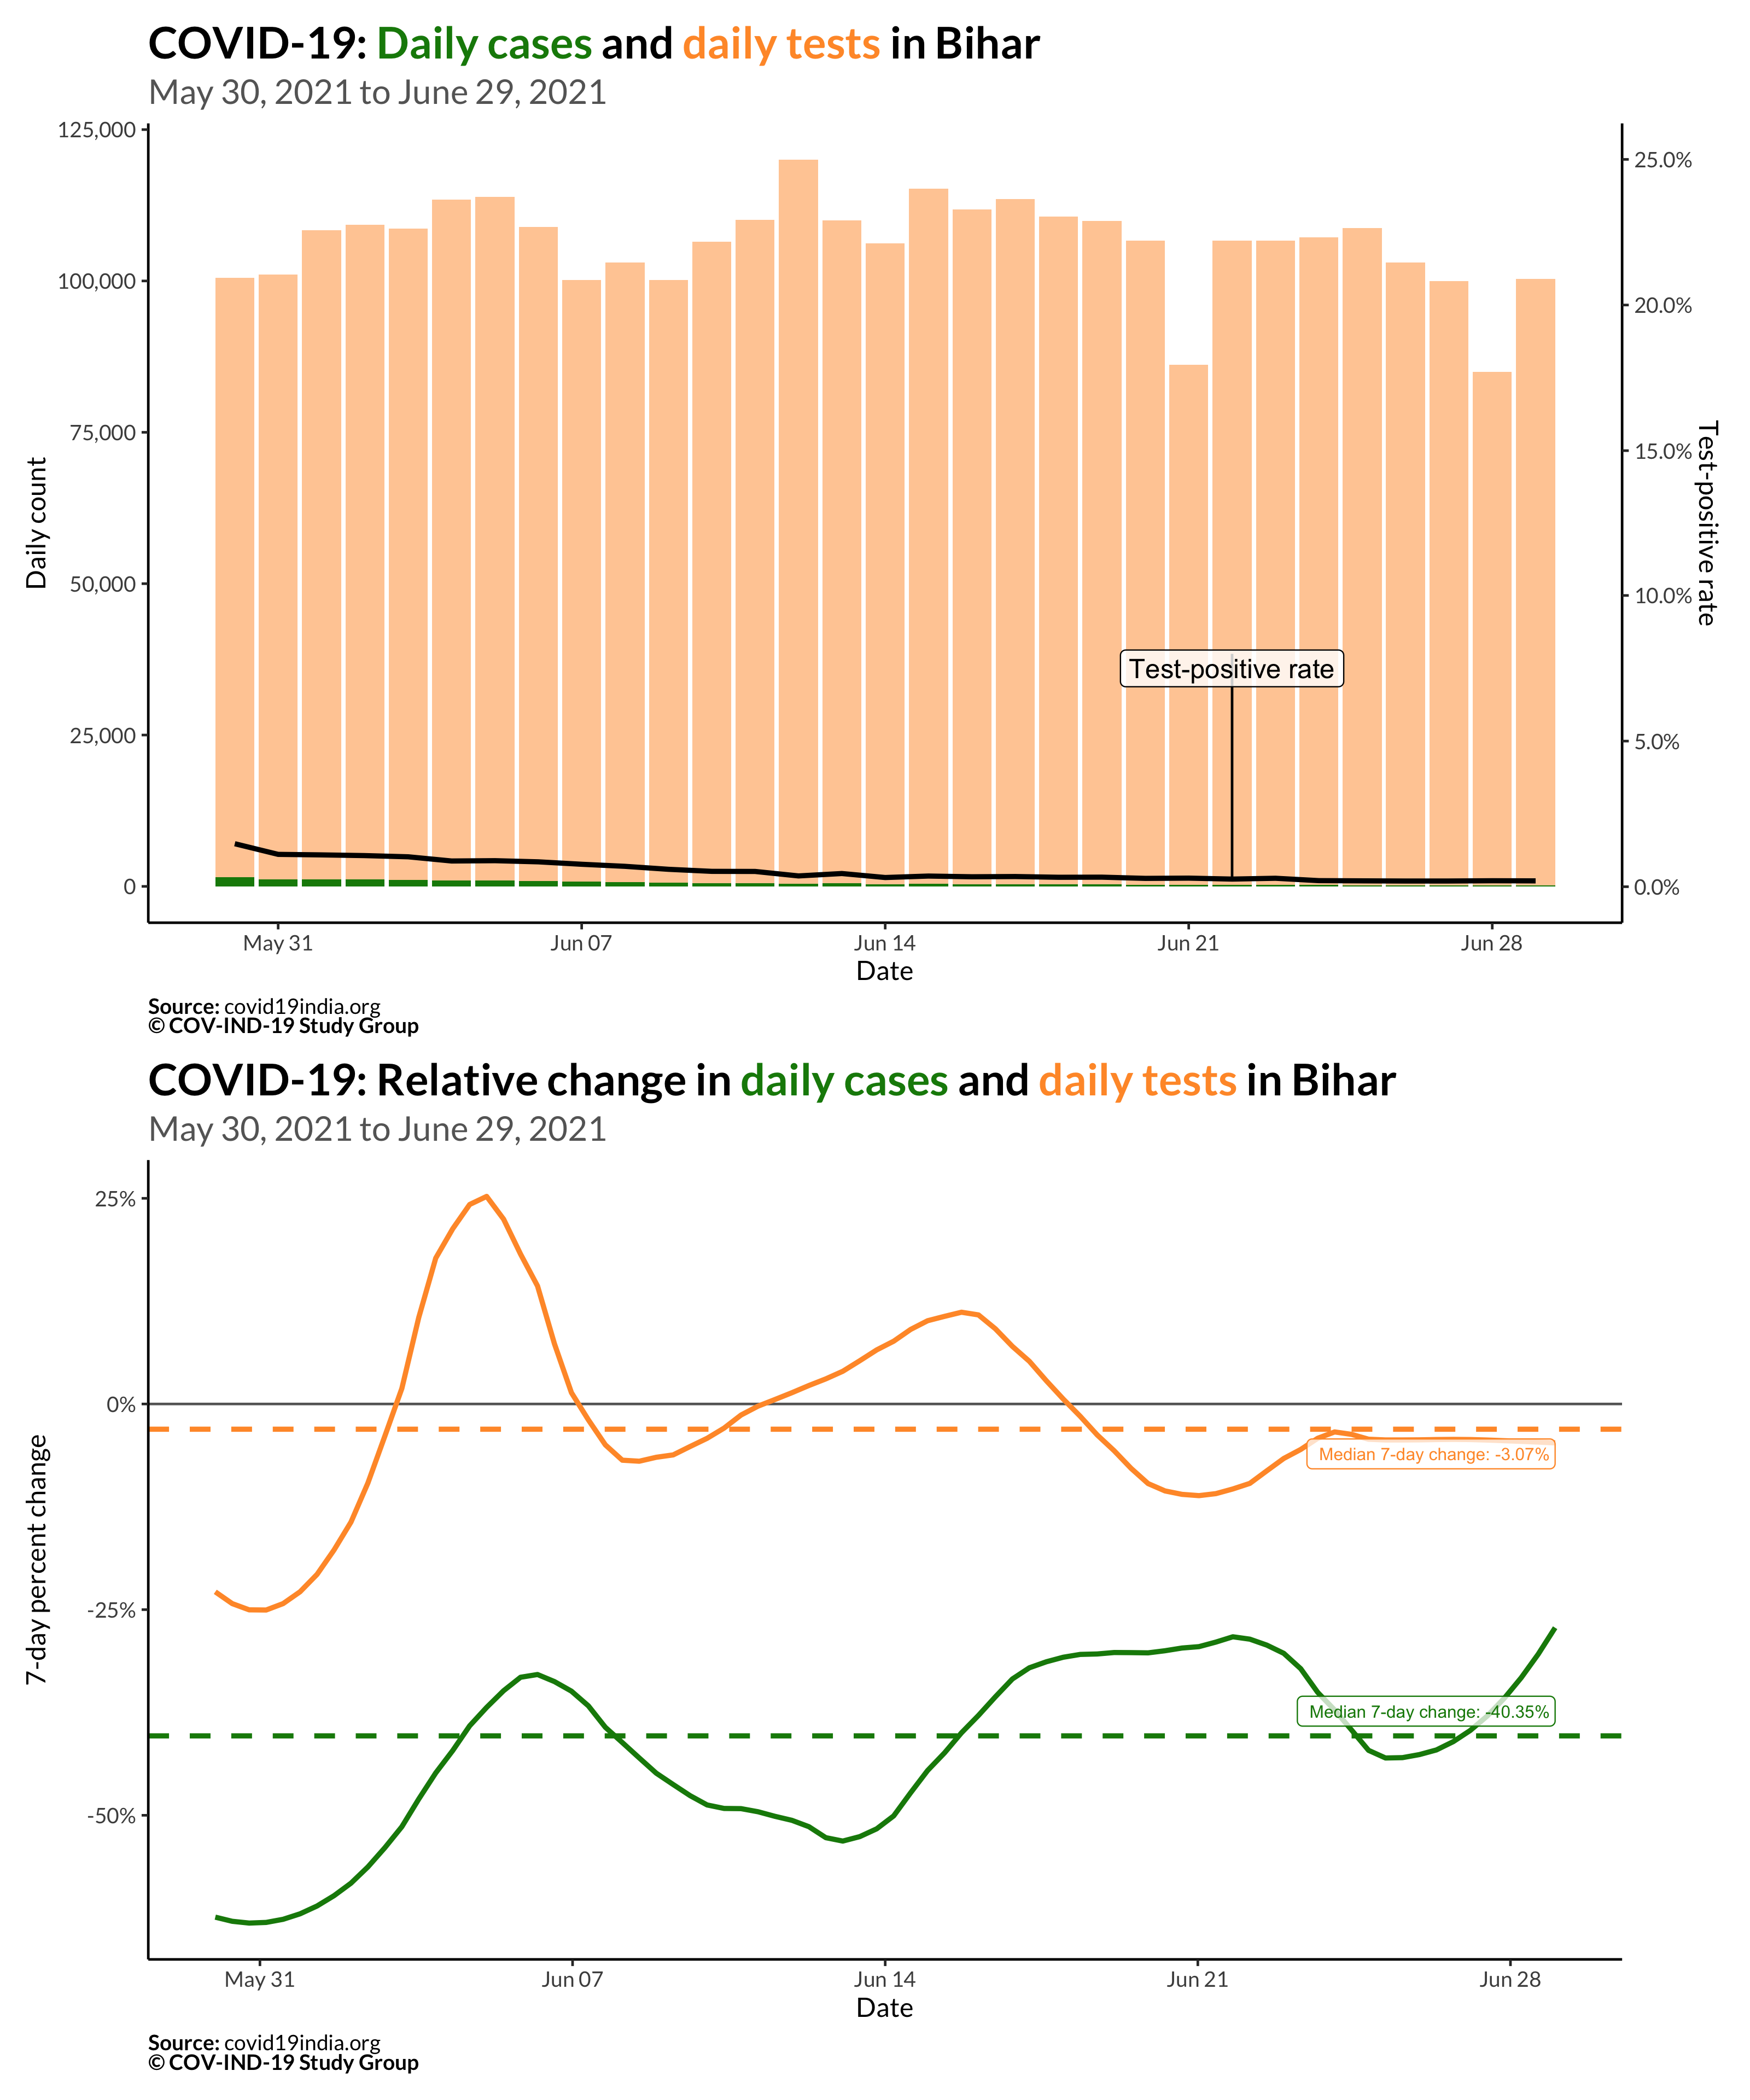 COVID-19: Daily cases and daily tests in Bihar
May 30, 2021 to June 29, 2021
125,000
100,000
75,000
50,000
25,000
0
Daily count
25.0%
20.0%
15.0%
10.0%
5.0%
0.0%
Test-positive rate
Test-positive rate
May 31
Jun 07
Jun 14
Jun 21
Jun 28
Date
Source: covid19india.org
© COV-IND-19 Study Group
COVID-19: Relative change in daily cases and daily tests in Bihar
May 30, 2021 to June 29, 2021
25%
0%
-25%
-50%
7-day percent change
Median 7-day change: -3.07%
Median 7-day change: -40.35%
May 31
Jun 07
Jun 14
Jun 21
Jun 28
Date
Source: covid19india.org
© COV-IND-19 Study Group